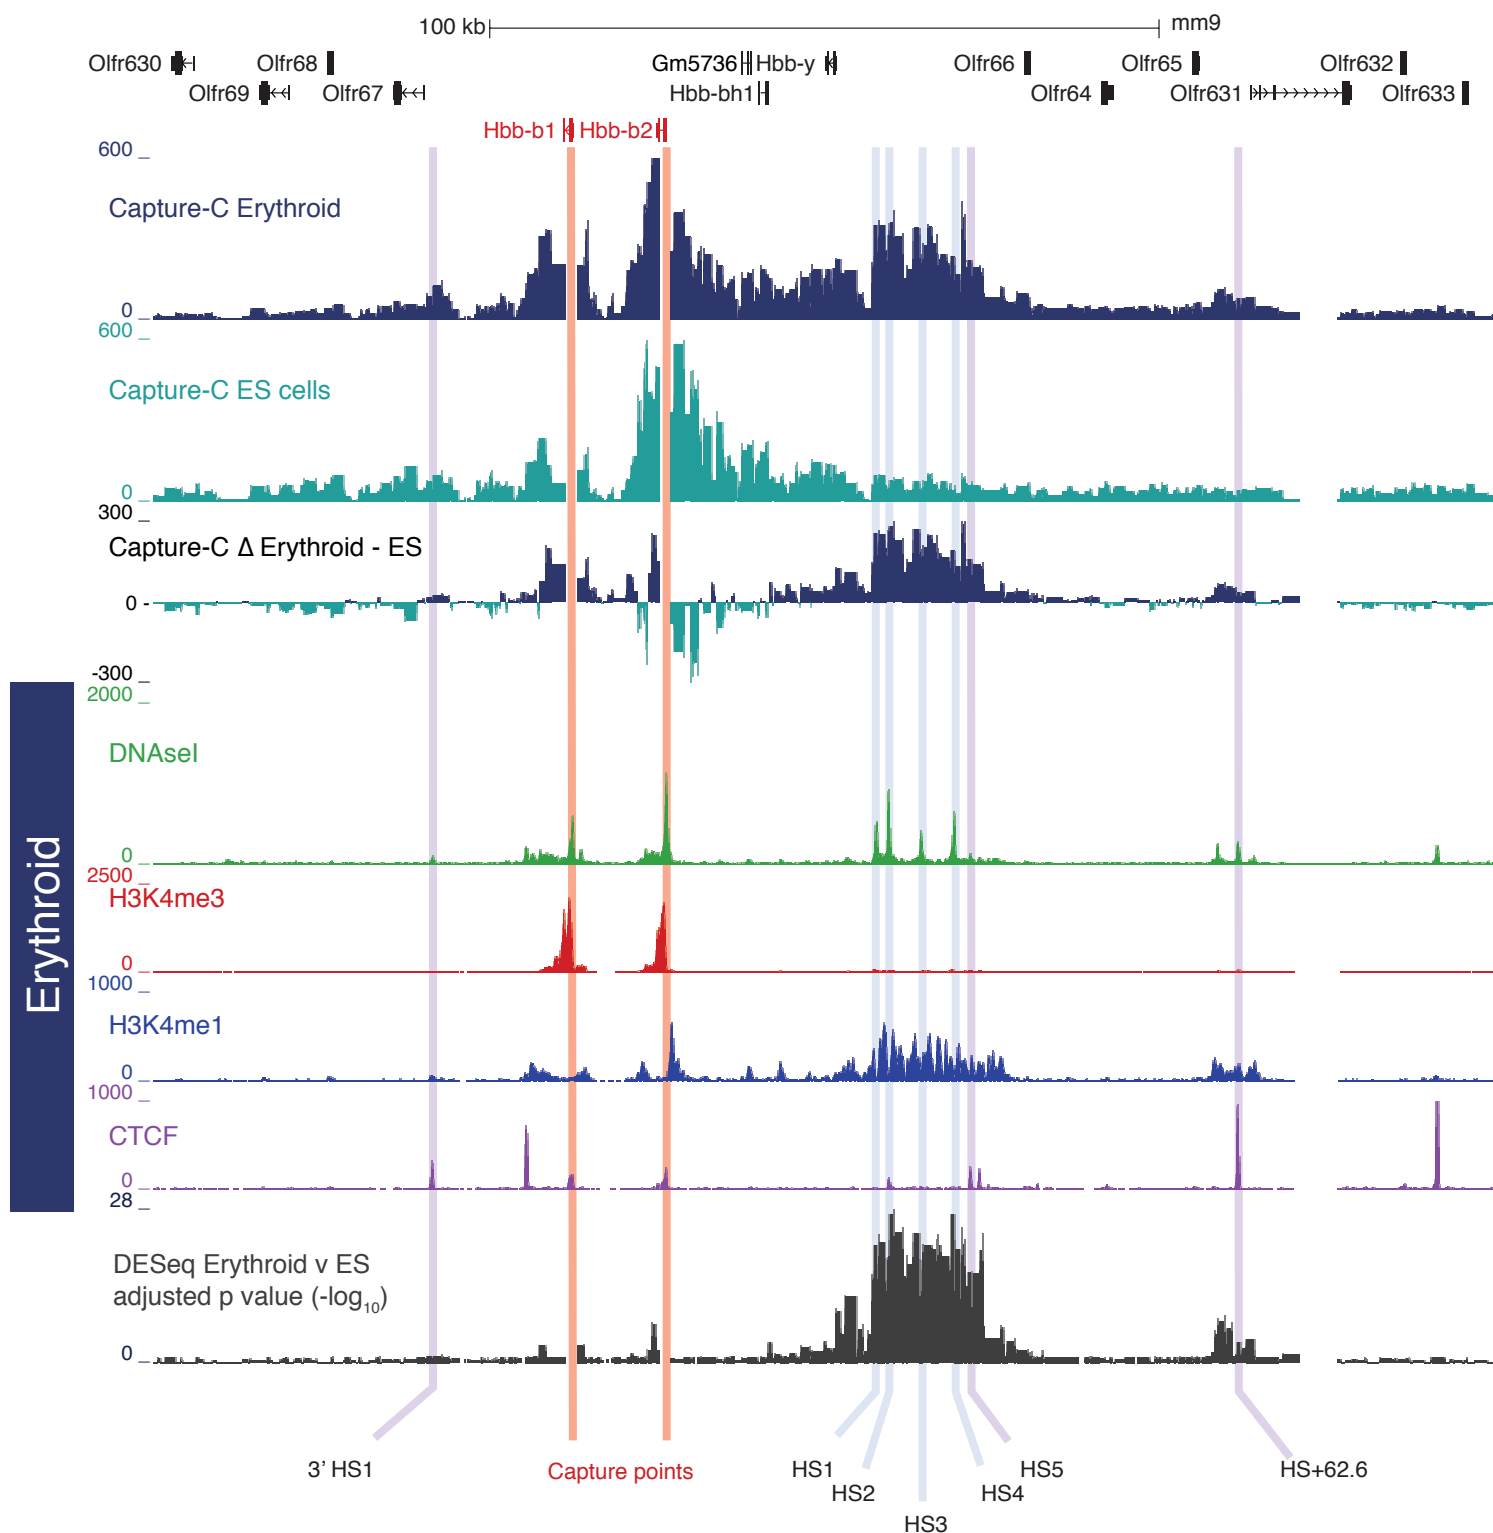 100 kb mm9
Olfr630 Olfr68 Gm5736 Hbb-y Olfr66 Olfr65 Olfr632
Olfr69 Olfr67 Hbb-bh1 Olfr64 Olfr631 Olfr633
Hbb-b1 Hbb-b2
600
Capture-C Erythroid
0
600
Capture-C ES cells
0
300
Capture-C Δ Erythroid - ES
0
-300
2000
DNAseI
0
2500
H3K4me3
0
1000
H3K4me1
0
1000
CTCF
0
28
Erythroid
DESeq Erythroid v ES
adjusted p value (-log10)
0
3' HS1 Capture points HS1 HS5 HS+62.6
HS2 HS4
HS3